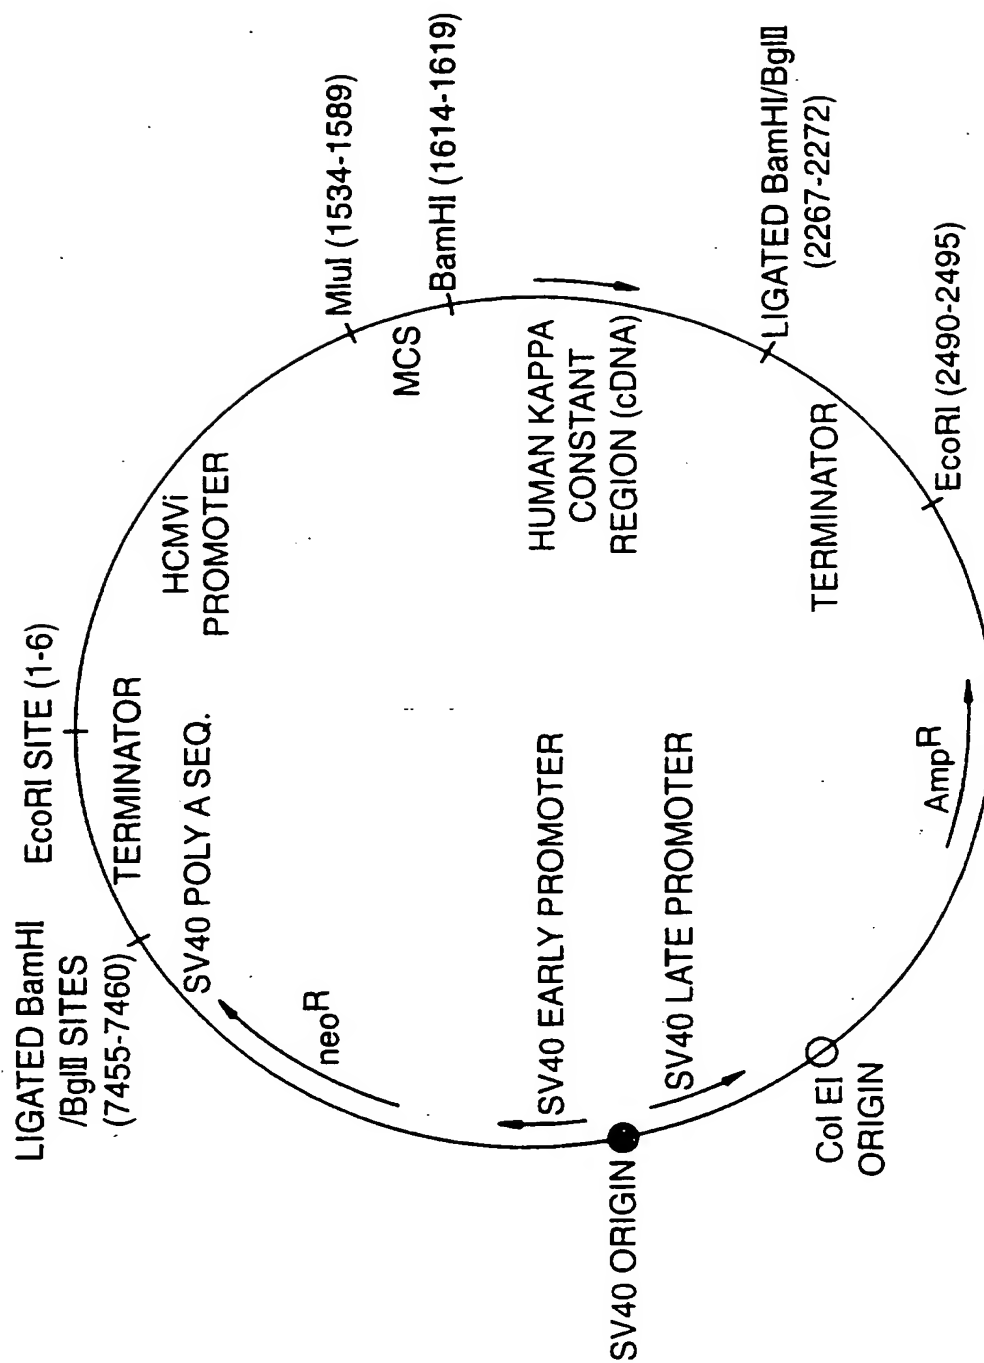 EcoRI SITE (1-6)
LIGATED BamHI
/BglII SITES
(7455-7460)
TERMINATOR
SV40 POLY A SEQ.
neoR
HCMVi
PROMOTER
MluI (1534-1589)
MCS
BamHI (1614-1619)
HUMAN KAPPA
CONSTANT
REGION (cDNA)
LIGATED BamHI/BglII
(2267-2272)
TERMINATOR
EcoRI (2490-2495)
SV40 EARLY PROMOTER
SV40 LATE PROMOTER
SV40 ORIGIN
Col EI
ORIGIN
AmpR